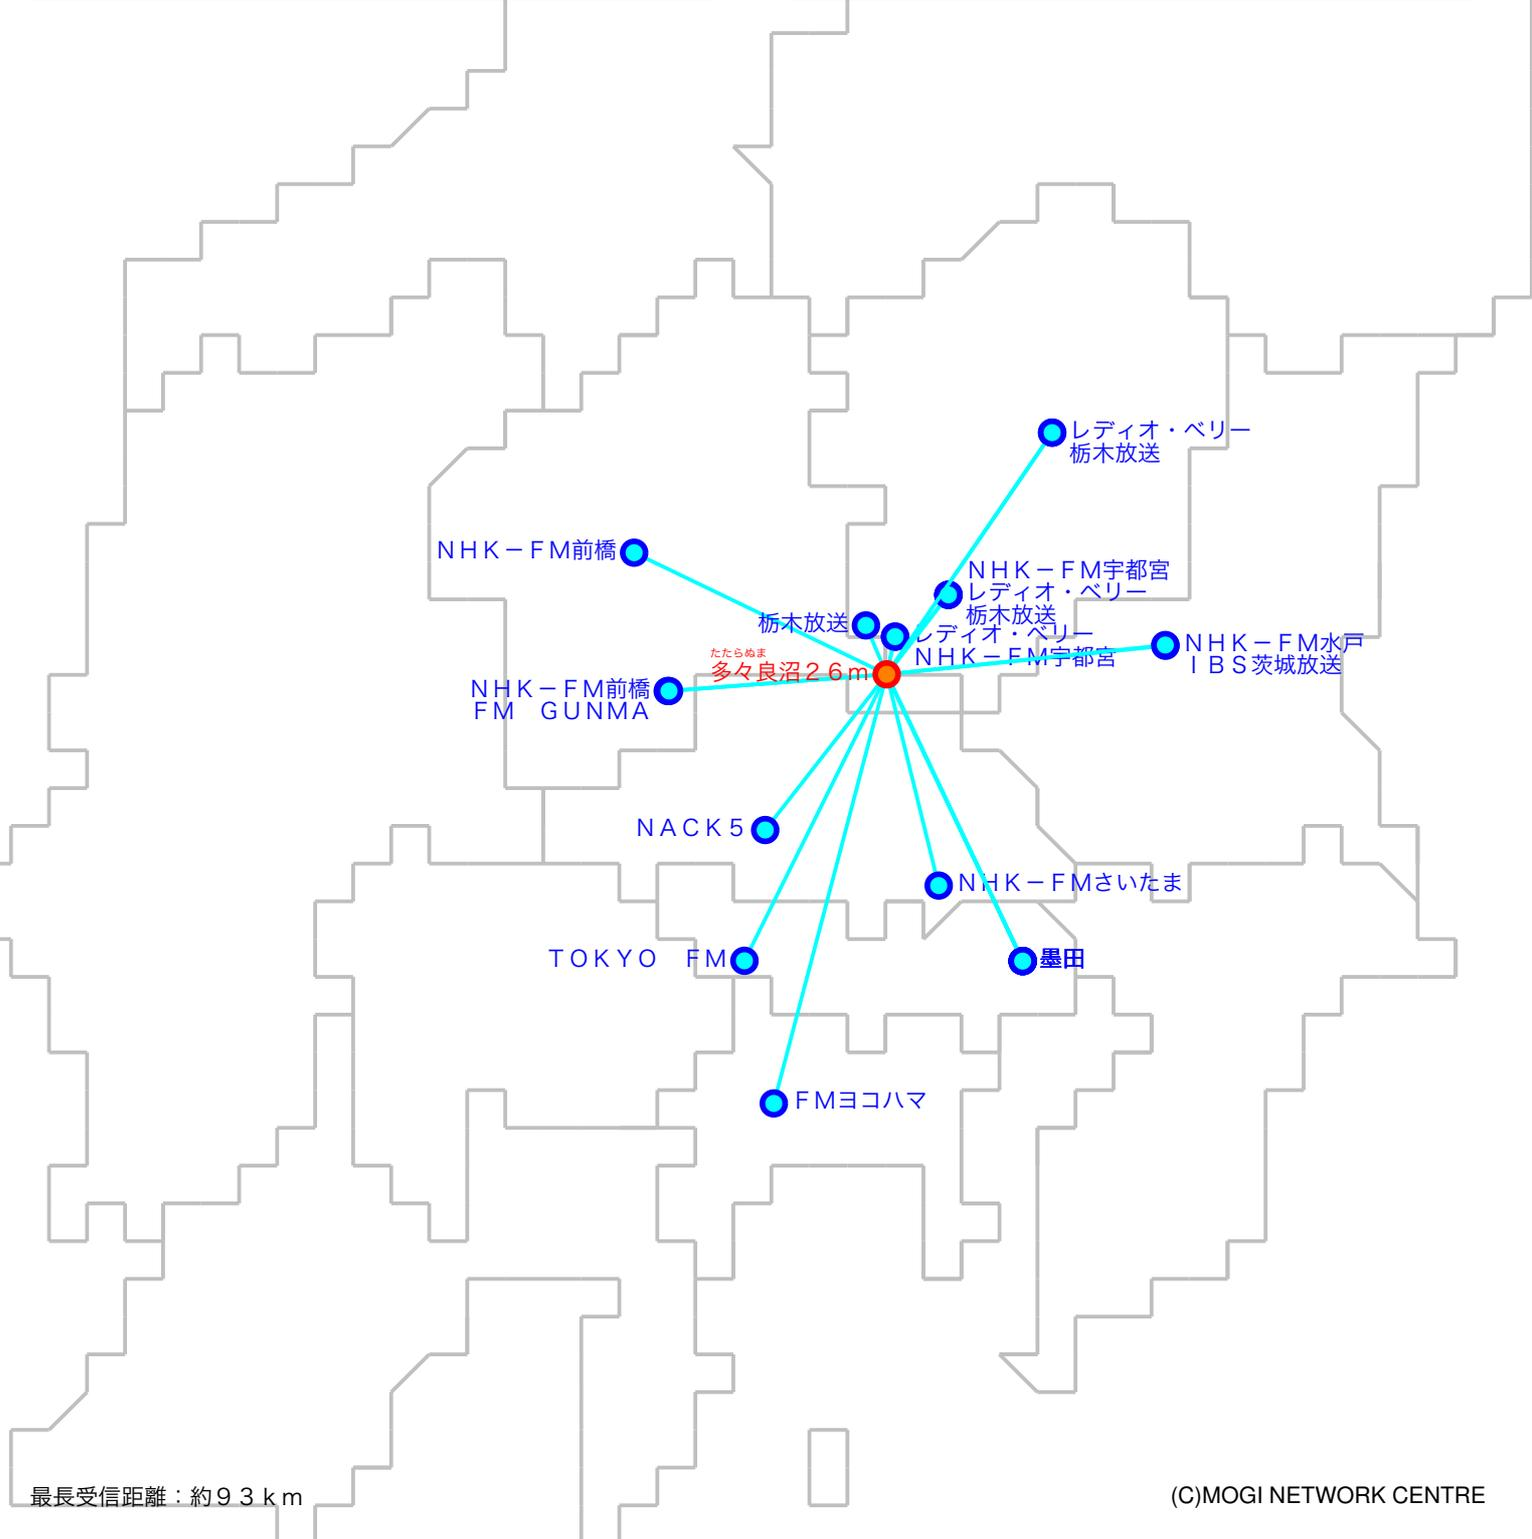 レディオ・ベリー
栃木放送
ＮＨＫ－ＦＭ前橋
ＮＨＫ－ＦＭ宇都宮
レディオ・ベリー
栃木放送
栃木放送
レディオ・ベリー
ＮＨＫ－ＦＭ宇都宮
ＮＨＫ－ＦＭ水戸
ＩＢＳ茨城放送
たたらぬま
多々良沼２６ｍ
ＮＨＫ－ＦＭ前橋
ＦＭ　ＧＵＮＭＡ
ＮＡＣＫ５
ＮＨＫ－ＦＭさいたま
ＴＯＫＹＯ　ＦＭ
墨田
ＦＭヨコハマ
最長受信距離：約９３ｋｍ
(C)MOGI NETWORK CENTRE